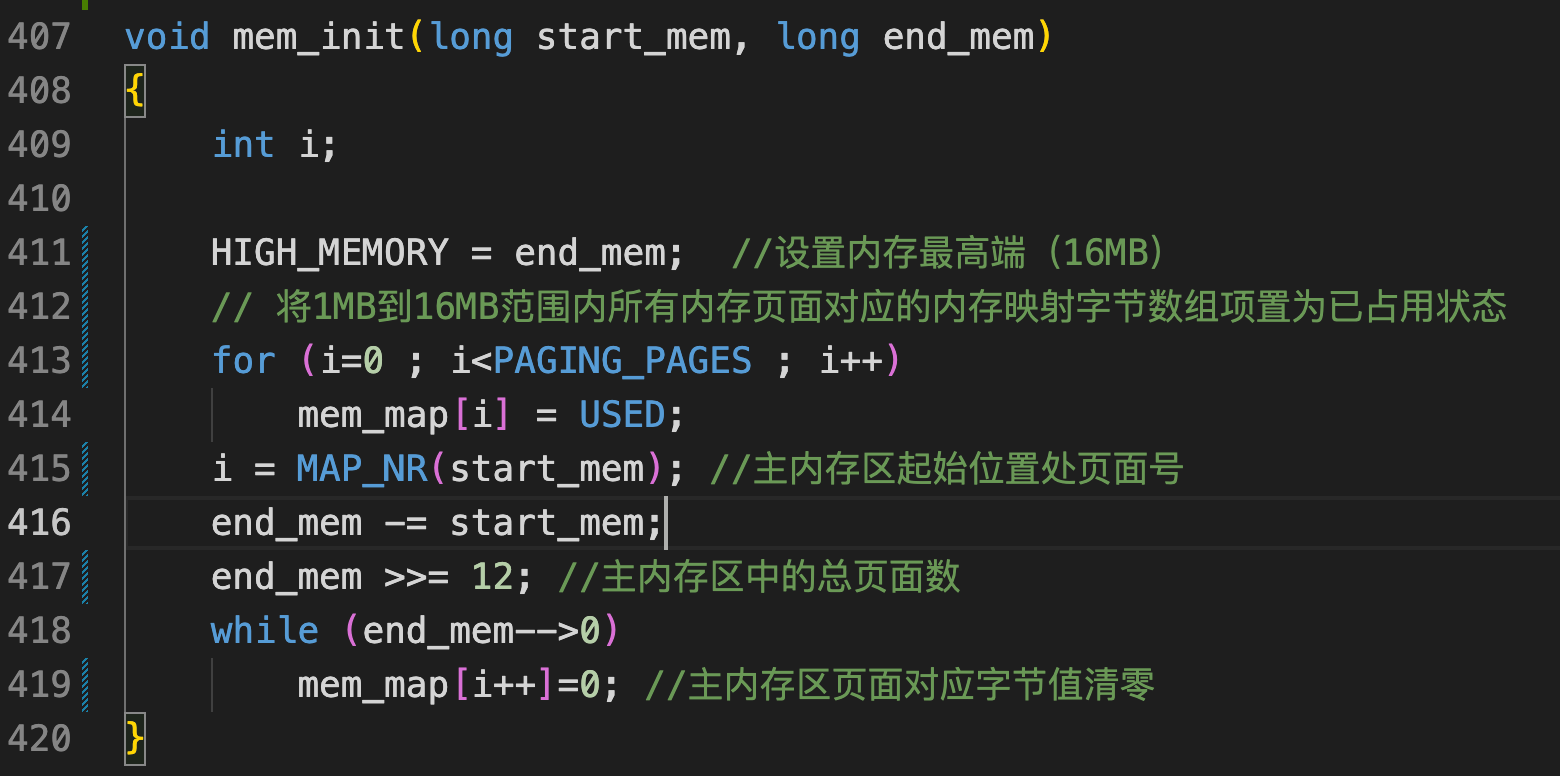 407 void mem_init(long start_mem, long end_mem)
408 {
409     int i;
410
411     HIGH_MEMORY = end_mem;  //设置内存最高端（16MB）
412     // 将1MB到16MB范围内所有内存页面对应的内存映射字节数组项置为已占用状态
413     for (i=0 ; i<PAGING_PAGES ; i++)
414         mem_map[i] = USED;
415     i = MAP_NR(start_mem); //主内存区起始位置处页面号
416     end_mem -= start_mem;
417     end_mem >>= 12; //主内存区中的总页面数
418     while (end_mem-->0)
419         mem_map[i++]=0; //主内存区页面对应字节值清零
420 }